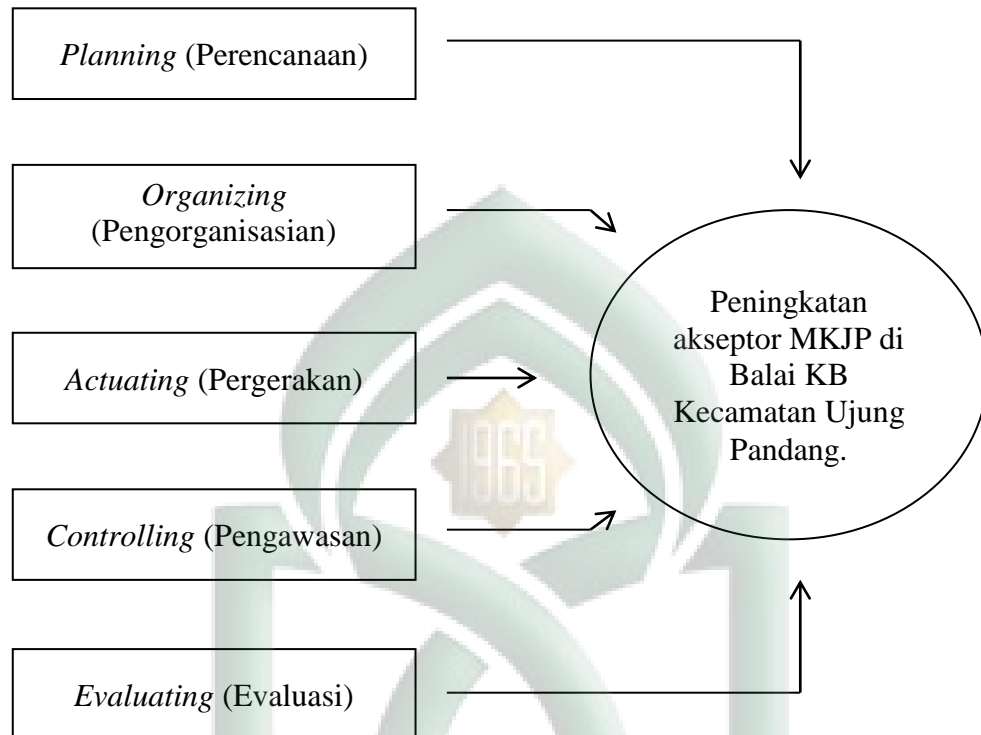 Planning (Perencanaan)
Organizing
(Pengorganisasian)
Actuating (Pergerakan)
Controlling (Pengawasan)
Evaluating (Evaluasi)
Peningkatan
akseptor MKJP di
Balai KB
Kecamatan Ujung
Pandang.
1965